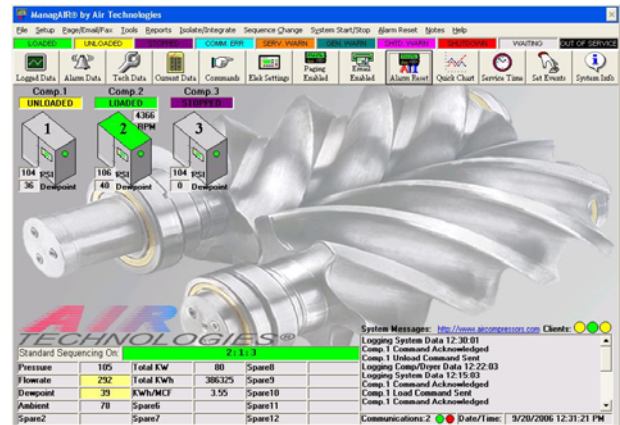 ManagAIR® by Air Technologies
File Setup Page/Email/Fax Tools Reports Isolate/Integrate Sequence Change System Start/Stop Alarm Reset Notes Help
LOADED UNLOADED STOPPED COMM. ERR SERV. WARN GEN. WARN SHTD. WARN SHUTDOWN WAITING OUT OF SERVICE
Logged Data Alarm Data Tech Data Current Data Commands Elek Settings Paging Enabled Email Enabled Alarm Reset Quick Chart Service Time Set Events System Info
Comp.1 Comp.2 Comp.3
UNLOADED LOADED STOPPED
4366
RPM
1 2 3
104 PSI 106 PSI 104 PSI
36 Dewpoint 40 Dewpoint 0 Dewpoint
AIR
TECHNOLOGIES®
System Messages: http://www.aircompressors.com Clients:
Logging System Data 12:30:01
Comp.1 Command Acknowledged
Comp.1 Unload Command Sent
Logging Comp/Dryer Data 12:22:03
Logging System Data 12:15:03
Comp.1 Command Acknowledged
Comp.1 Load Command Sent
Comp.1 Command Acknowledged
Standard Sequencing On: 2:1:3
Pressure 105 Total KW 80 Spare8
Flowrate 292 Total KWh 386325 Spare9
Dewpoint 39 KWh/MCF 3.55 Spare10
Ambient 78 Spare6 Spare11
Spare2 Spare7 Spare12
Communications:2 Date/Time: 9/20/2006 12:31:21 PM